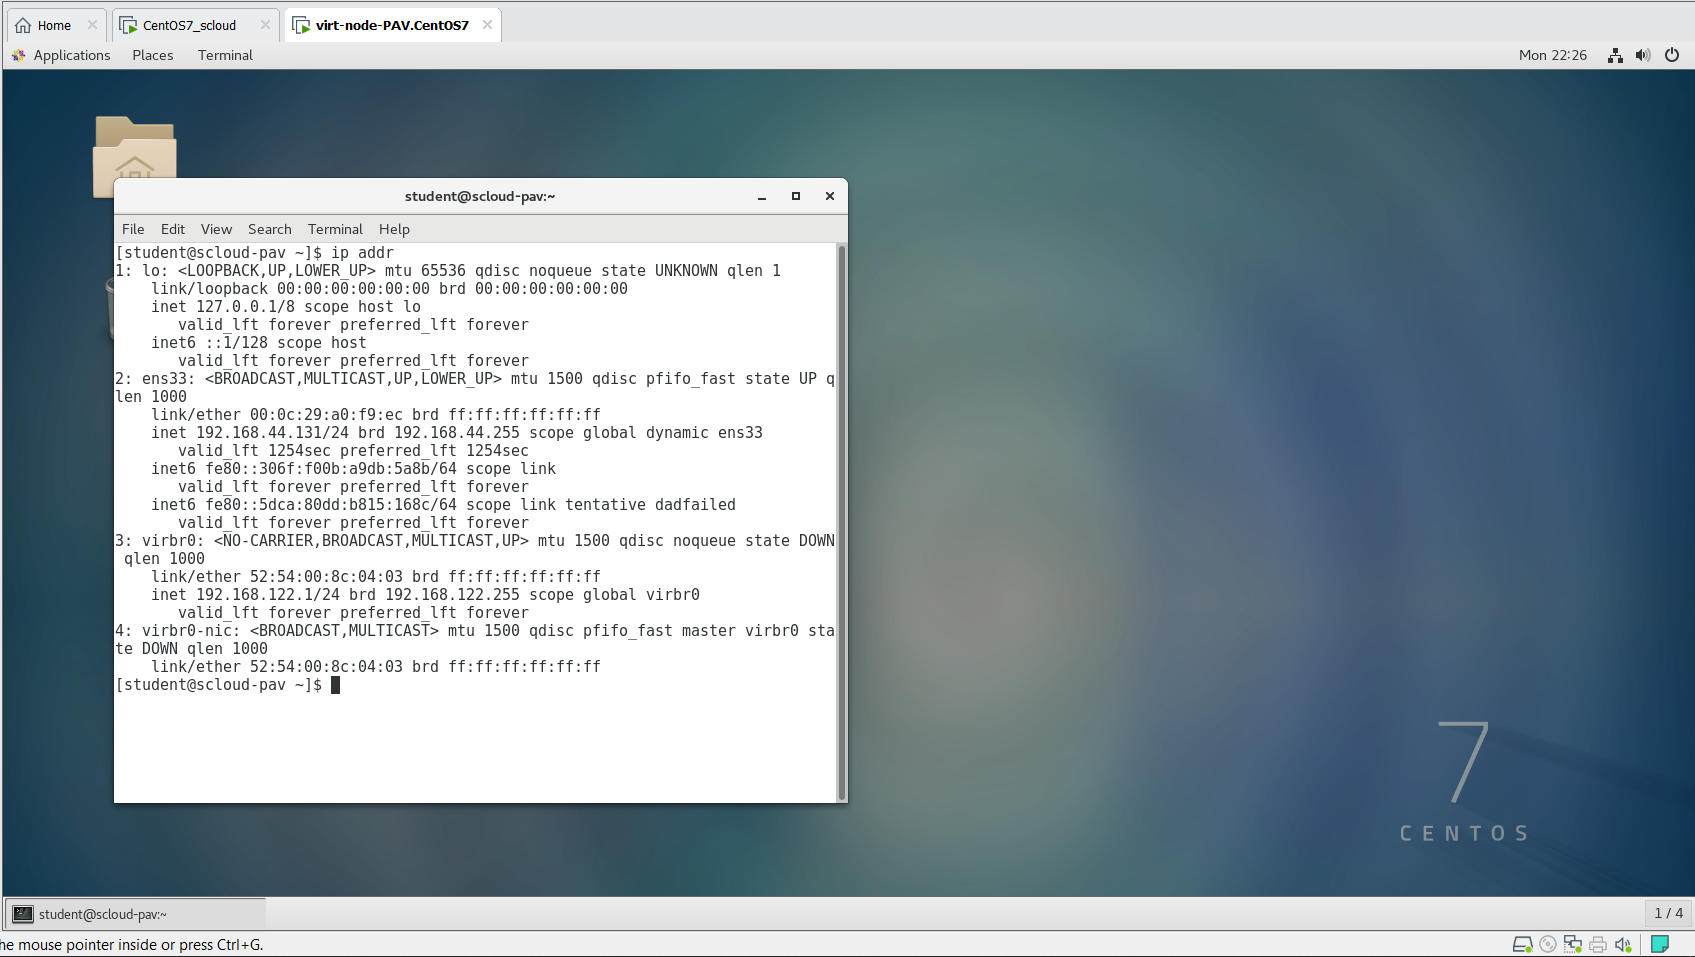 Home
CentOS7_scloud
virt-node-PAV.CentOS7
Applications Places Terminal
Mon 22:26
student@scloud-pav:~
File Edit View Search Terminal Help
[student@scloud-pav ~]$ ip addr
1: lo: <LOOPBACK,UP,LOWER_UP> mtu 65536 qdisc noqueue state UNKNOWN qlen 1
    link/loopback 00:00:00:00:00:00 brd 00:00:00:00:00:00
    inet 127.0.0.1/8 scope host lo
       valid_lft forever preferred_lft forever
    inet6 ::1/128 scope host
       valid_lft forever preferred_lft forever
2: ens33: <BROADCAST,MULTICAST,UP,LOWER_UP> mtu 1500 qdisc pfifo_fast state UP q
len 1000
    link/ether 00:0c:29:a0:f9:ec brd ff:ff:ff:ff:ff:ff
    inet 192.168.44.131/24 brd 192.168.44.255 scope global dynamic ens33
       valid_lft 1254sec preferred_lft 1254sec
    inet6 fe80::306f:f00b:a9db:5a8b/64 scope link
       valid_lft forever preferred_lft forever
    inet6 fe80::5dca:80dd:b815:168c/64 scope link tentative dadfailed
       valid_lft forever preferred_lft forever
3: virbr0: <NO-CARRIER,BROADCAST,MULTICAST,UP> mtu 1500 qdisc noqueue state DOWN
 qlen 1000
    link/ether 52:54:00:8c:04:03 brd ff:ff:ff:ff:ff:ff
    inet 192.168.122.1/24 brd 192.168.122.255 scope global virbr0
       valid_lft forever preferred_lft forever
4: virbr0-nic: <BROADCAST,MULTICAST> mtu 1500 qdisc pfifo_fast master virbr0 sta
te DOWN qlen 1000
    link/ether 52:54:00:8c:04:03 brd ff:ff:ff:ff:ff:ff
[student@scloud-pav ~]$
7
CENTOS
student@scloud-pav:~
1 / 4
he mouse pointer inside or press Ctrl+G.